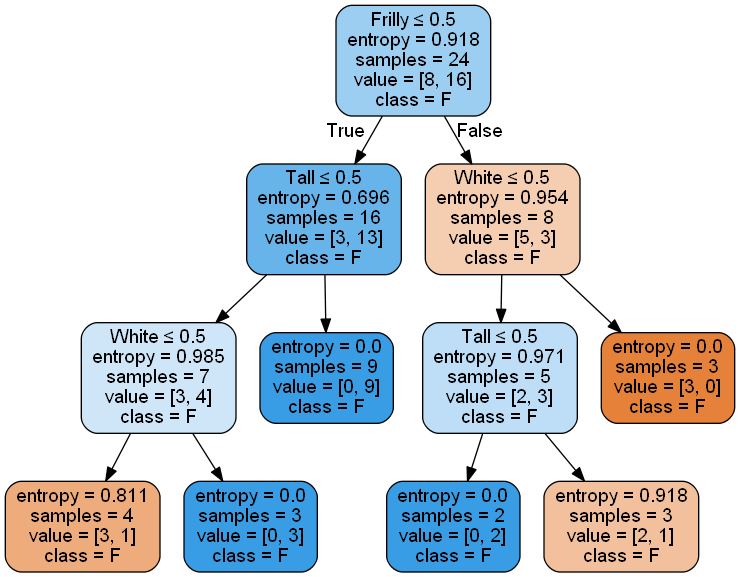 Frilly ≤ 0.5
entropy = 0.918
samples = 24
value = [8, 16]
class = F
True
False
Tall ≤ 0.5
entropy = 0.696
samples = 16
value = [3, 13]
class = F
White ≤ 0.5
entropy = 0.954
samples = 8
value = [5, 3]
class = F
White ≤ 0.5
entropy = 0.985
samples = 7
value = [3, 4]
class = F
entropy = 0.0
samples = 9
value = [0, 9]
class = F
Tall ≤ 0.5
entropy = 0.971
samples = 5
value = [2, 3]
class = F
entropy = 0.0
samples = 3
value = [3, 0]
class = F
entropy = 0.811
samples = 4
value = [3, 1]
class = F
entropy = 0.0
samples = 3
value = [0, 3]
class = F
entropy = 0.0
samples = 2
value = [0, 2]
class = F
entropy = 0.918
samples = 3
value = [2, 1]
class = F